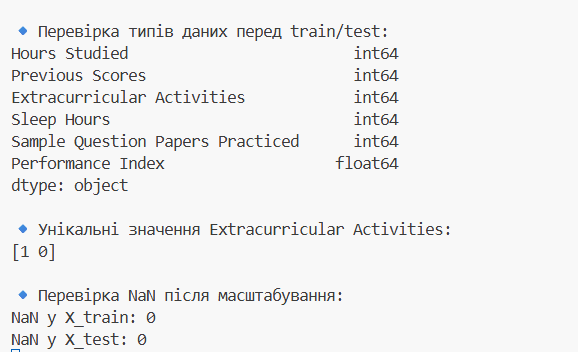 🔹 Перевірка типів даних перед train/test:
Hours Studied                         int64
Previous Scores                       int64
Extracurricular Activities            int64
Sleep Hours                           int64
Sample Question Papers Practiced      int64
Performance Index                   float64
dtype: object
🔹 Унікальні значення Extracurricular Activities:
[1 0]
🔹 Перевірка NaN після масштабування:
NaN у X_train: 0
NaN у X_test: 0